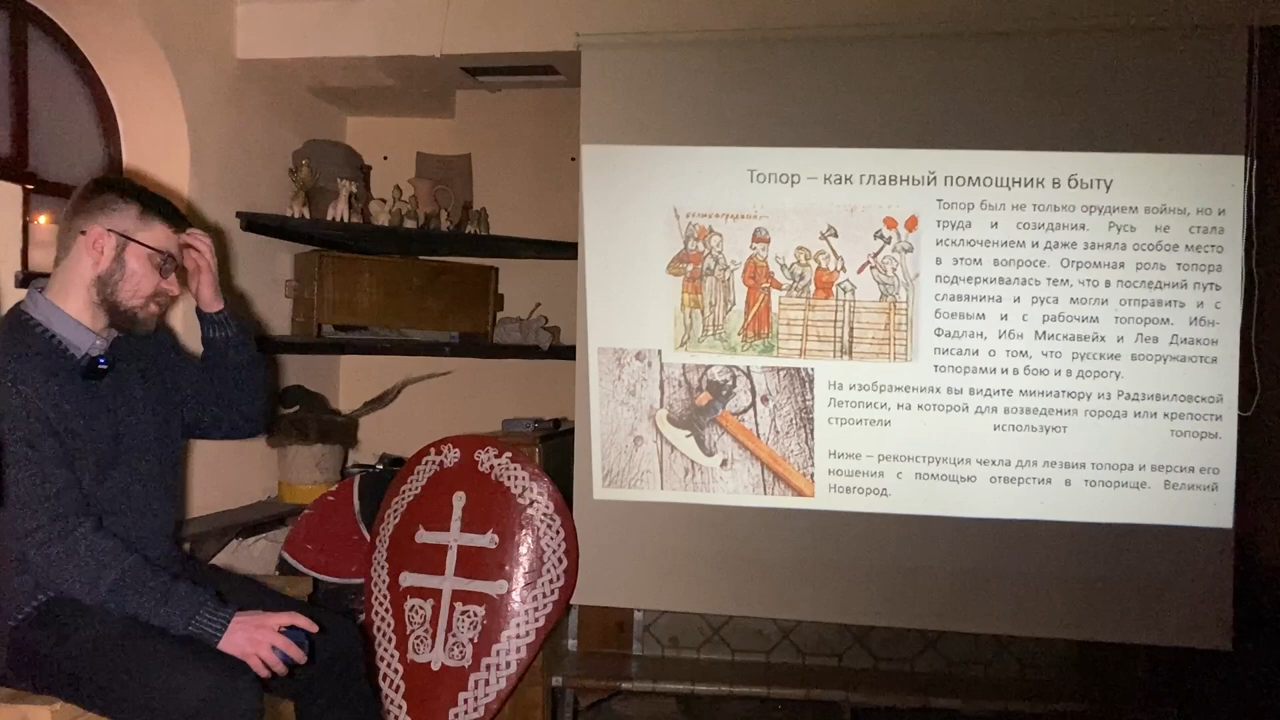 Топор – как главный помощник в быту
Топор был не только орудием войны, но и
труда и созидания. Русь не стала
исключением и даже заняла особое место
в этом вопросе. Огромная роль топора
подчеркивалась тем, что в последний путь
славянина и руса могли отправить и с
боевым и с рабочим топором. Ибн-
Фадлан, Ибн Мискавейх и Лев Диакон
писали о том, что русские вооружаются
топорами и в бою и в дорогу.
На изображениях вы видите миниатюру из Радзивиловской
Летописи, на которой для возведения города или крепости
строители используют топоры.
Ниже – реконструкция чехла для лезвия топора и версия его
ношения с помощью отверстия в топорище. Великий
Новгород.